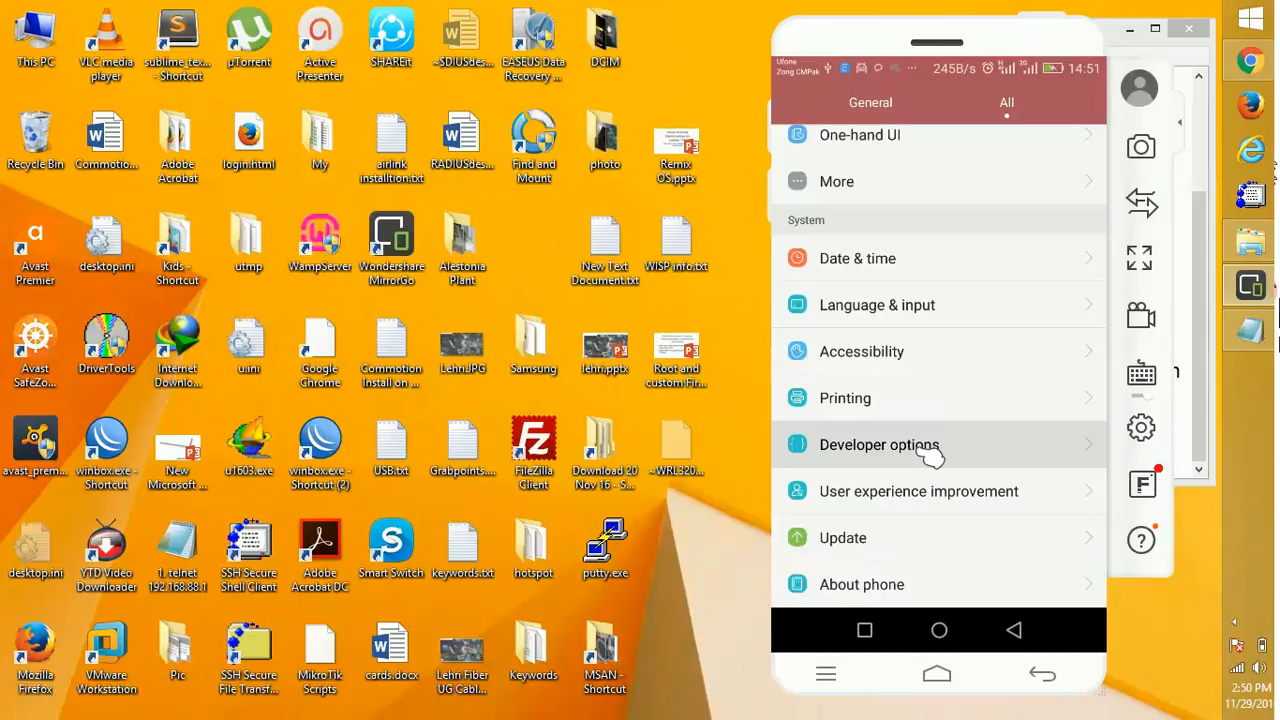 This PC
VLC media
player
sublime_tex...
- Shortcut
µTorrent
Active
Presenter
SHAREit
~SDIUSdes...
EASEUS Data
Recovery ...
DCIM
Recycle Bin
Commotio...
Adobe
Acrobat
login.html
My
airlink
installtion.txt
RADIUSdes...
Find and
Mount
photo
Remix
OS.pptx
Avast
Premier
desktop.ini
Kids -
Shortcut
utmp
WampServer
Wondershare
MirrorGo
Alestonia
Plant
New Text
Document.txt
WISP info.txt
Avast
SafeZo...
DriverTools
Internet
Downlo...
u.ini
Google
Chrome
Commotion
Install on ...
Lehri.JPG
Samsung
lehri.pptx
Root and
custom Fir...
avast_prem...
winbox.exe -
Shortcut
New
Microsoft ...
u1603.exe
winbox.exe -
Shortcut (2)
USB.txt
Grabpoints....
FileZilla
Client
Download 20
Nov 16 - S...
~WRL320...
desktop.ini
YTD Video
Downloader
1. telnet
192.168.88.1
SSH Secure
Shell Client
Adobe
Acrobat DC
Smart Switch
keywords.txt
hotspot
putty.exe
Mozilla
Firefox
VMware
Workstation
Pic
SSH Secure
File Transf...
MikroTik
Scripts
cards.docx
Lehri Fiber
UG Cabl...
Keywords
MSAN -
Shortcut
Ufone
Zong CMPak
245B/s
14:51
General
All
One-hand UI
More
System
Date & time
Language & input
Accessibility
Printing
Developer options
User experience improvement
Update
About phone
n
2:50 PM
11/29/201